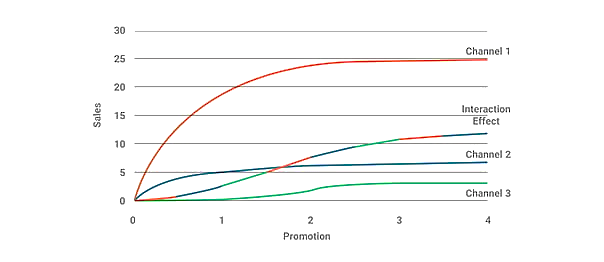 30
25
20
15
10
5
0
Sales
Channel 1
Interaction
Effect
Channel 2
Channel 3
0 1 2 3 4
Promotion